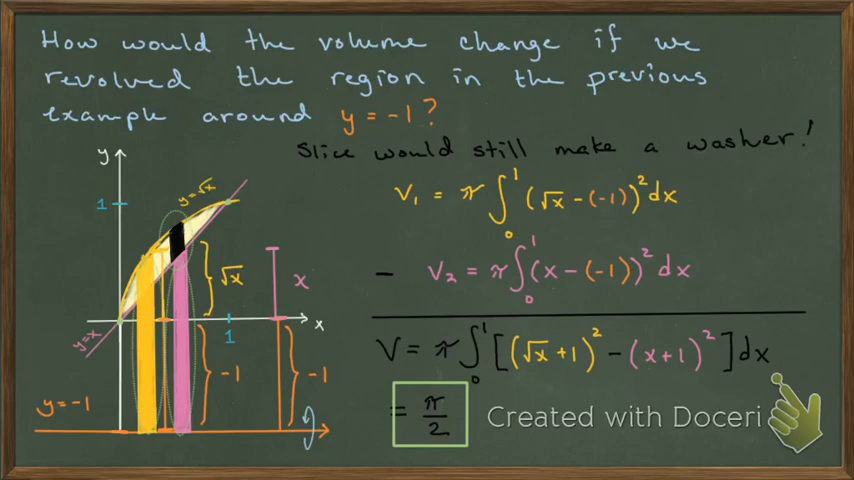 How would the volume change if we
revolved the region in the previous
example around y = -1?
Slice would still make a washer!
y
y=√x
1
V₁ = π ∫₀¹ (√x - (-1))² dx
√x
x
- V₂ = π ∫₀¹ (x - (-1))² dx
x
1
y=x
V = π ∫₀¹ [(√x + 1)² - (x + 1)²] dx
-1
-1
y=-1
= π/2
Created with Doceri